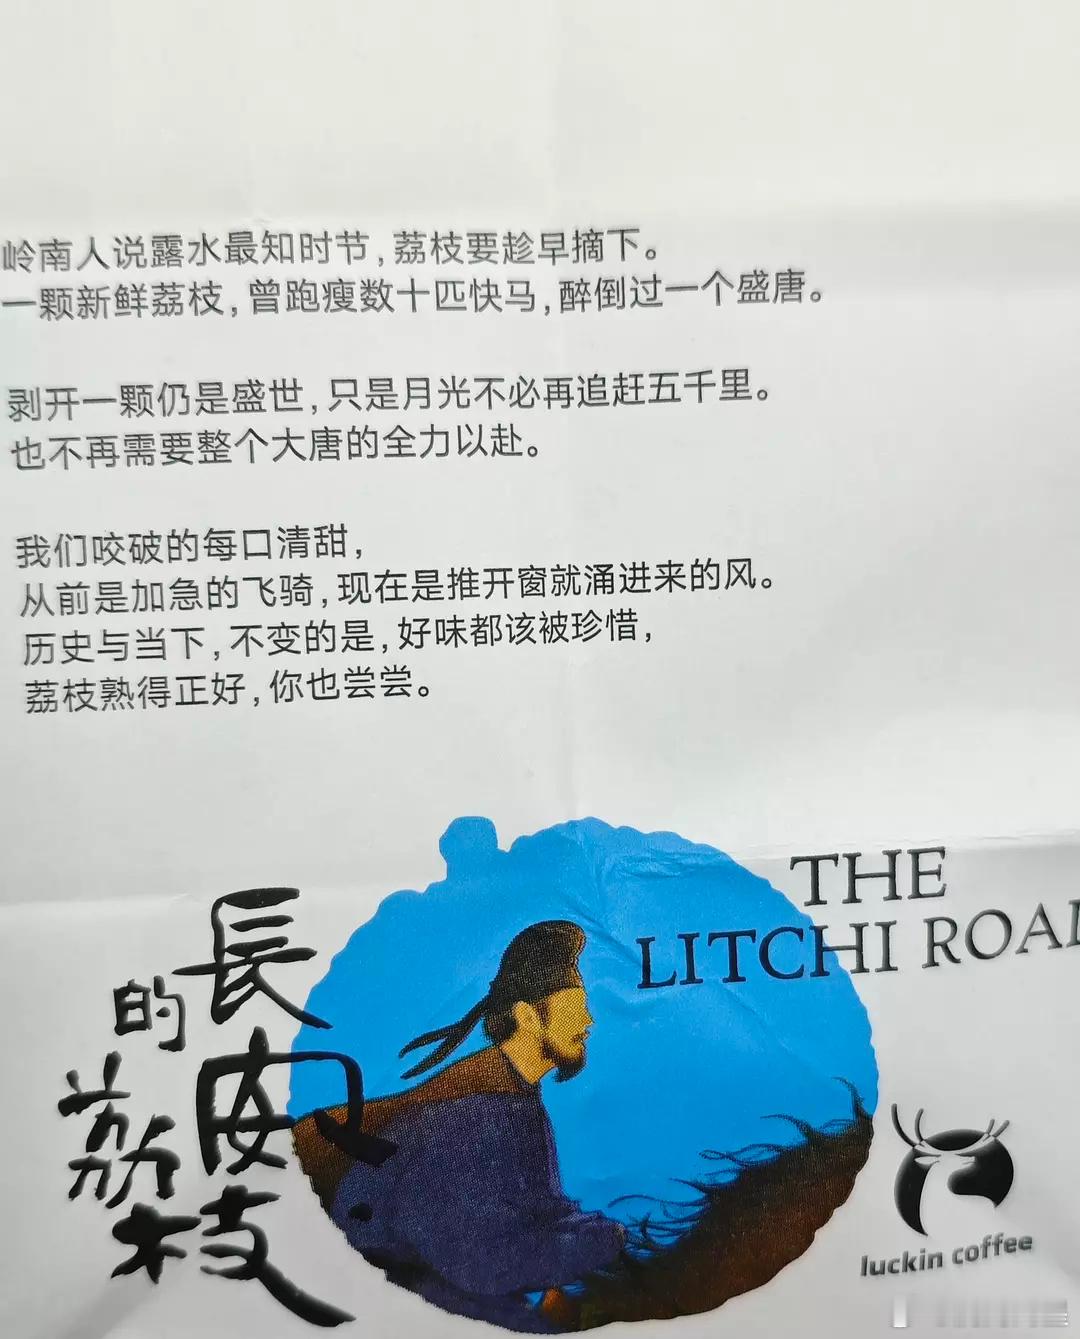 岭南人说露水最知时节，荔枝要趁早摘下。
一颗新鲜荔枝，曾跑瘦数十匹快马，醉倒过一个盛唐。
剥开一颗仍是盛世，只是月光不必再追赶五千里。
也不再需要整个大唐的全力以赴。
我们咬破的每口清甜，
从前是加急的飞骑，现在是推开窗就涌进来的风。
历史与当下，不变的是，好味都该被珍惜，
荔枝熟得正好，你也尝尝。
長安的荔枝
THE
LITCHI ROAD
luckin coffee